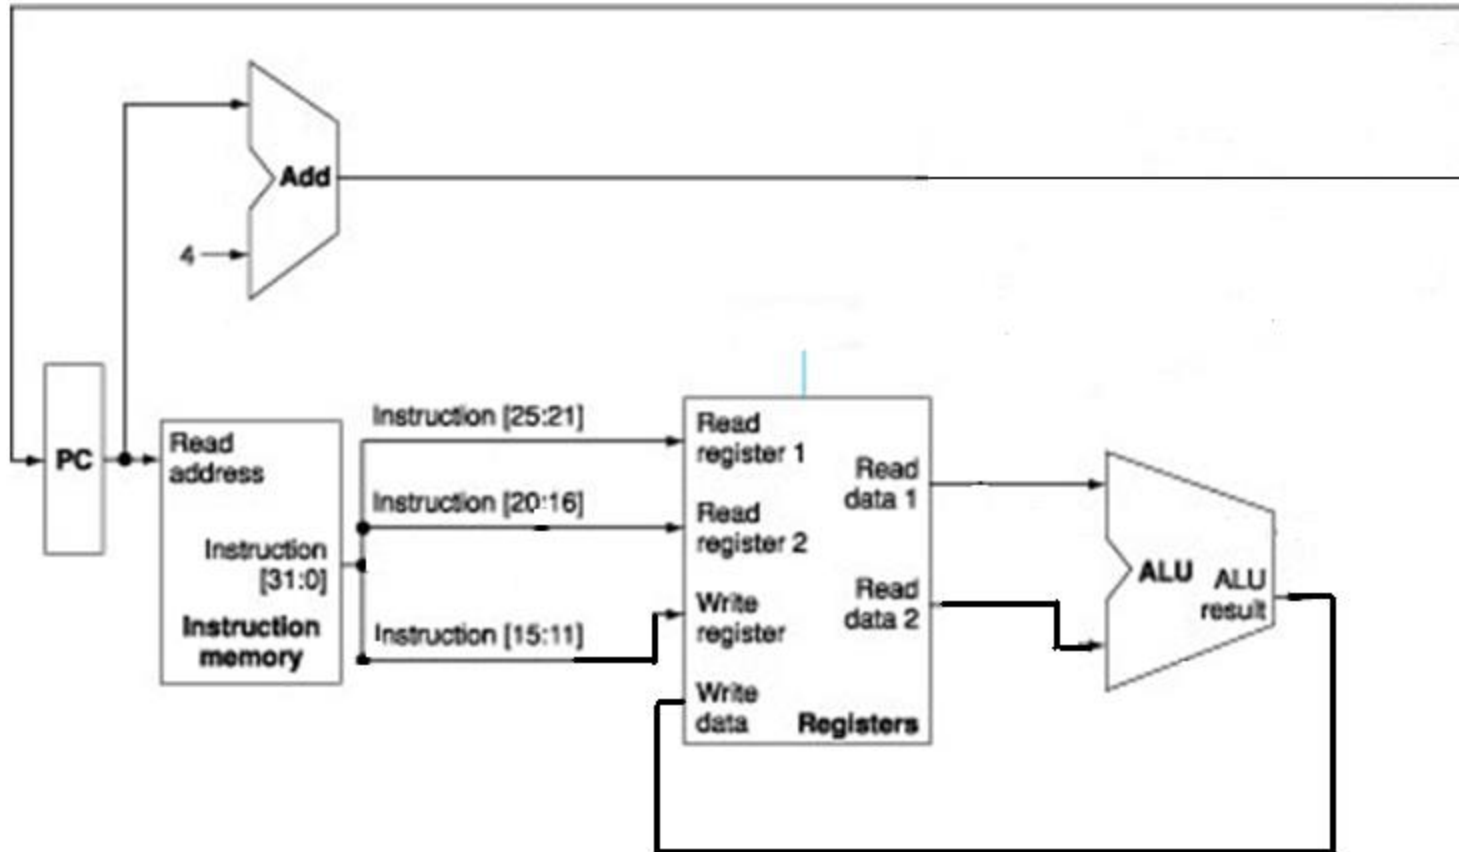 Add
4
PC
Read
address
Instruction
[31:0]
Instruction
memory
Instruction [25:21]
Instruction [20:16]
Instruction [15:11]
Read
register 1
Read
register 2
Write
register
Write
data
Read
data 1
Read
data 2
Registers
ALU
ALU
result